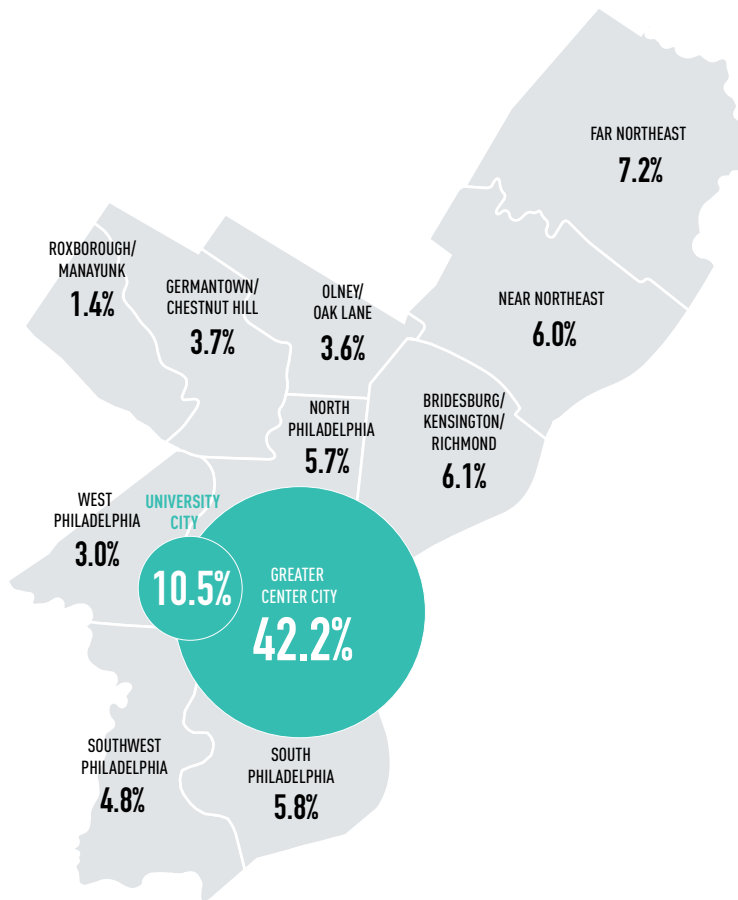 FAR NORTHEAST
7.2%
ROXBOROUGH/
MANAYUNK
1.4%
GERMANTOWN/
CHESTNUT HILL
3.7%
OLNEY/
OAK LANE
3.6%
NEAR NORTHEAST
6.0%
NORTH
PHILADELPHIA
5.7%
BRIDESBURG/
KENSINGTON/
RICHMOND
6.1%
WEST
PHILADELPHIA
3.0%
UNIVERSITY
CITY
10.5%
GREATER
CENTER CITY
42.2%
SOUTHWEST
PHILADELPHIA
4.8%
SOUTH
PHILADELPHIA
5.8%